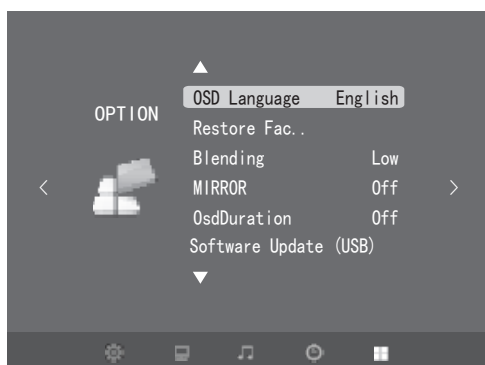 OPTION
OSD Language English
Restore Fac..
Blending Low
MIRROR Off
OsdDuration Off
Software Update (USB)